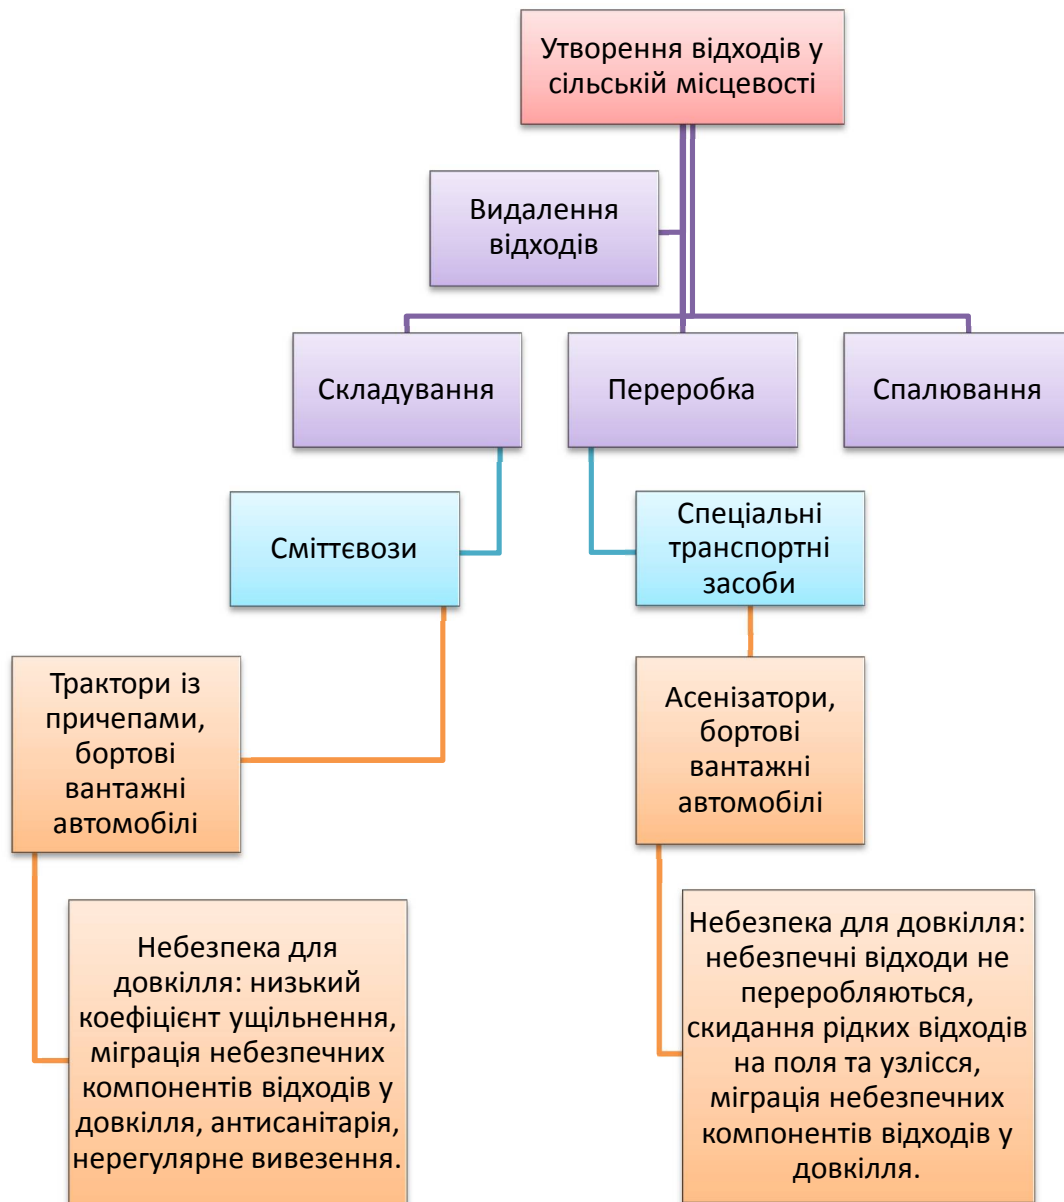 Утворення відходів у
сільській місцевості
Видалення
відходів
Складування
Переробка
Спалювання
Сміттєвози
Спеціальні
транспортні
засоби
Трактори із
причепами,
бортові
вантажні
автомобілі
Асенізатори,
бортові
вантажні
автомобілі
Небезпека для
довкілля: низький
коефіцієнт ущільнення,
міграція небезпечних
компонентів відходів у
довкілля, антисанітарія,
нерегулярне вивезення.
Небезпека для довкілля:
небезпечні відходи не
переробляються,
скидання рідких відходів
на поля та узлісся,
міграція небезпечних
компонентів відходів у
довкілля.